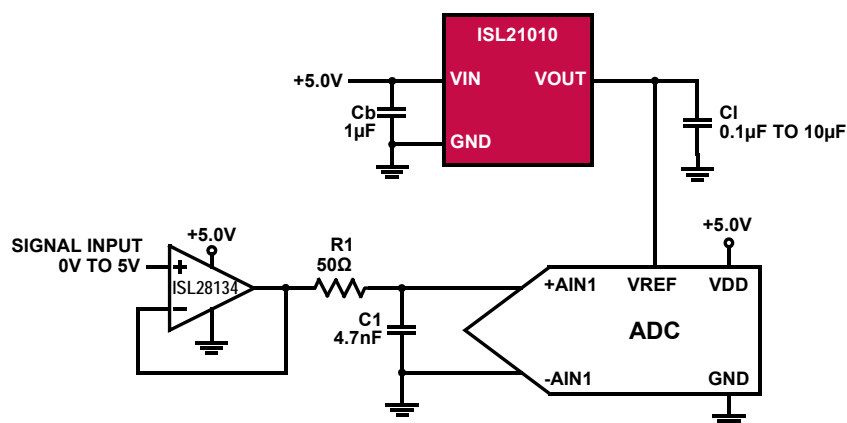 ISL21010
+5.0V
VIN
VOUT
Cb
1µF
GND
Cl
0.1µF TO 10µF
SIGNAL INPUT
0V TO 5V
+5.0V
ISL28134
R1
50Ω
C1
4.7nF
+5.0V
+AIN1
VREF
VDD
ADC
-AIN1
GND